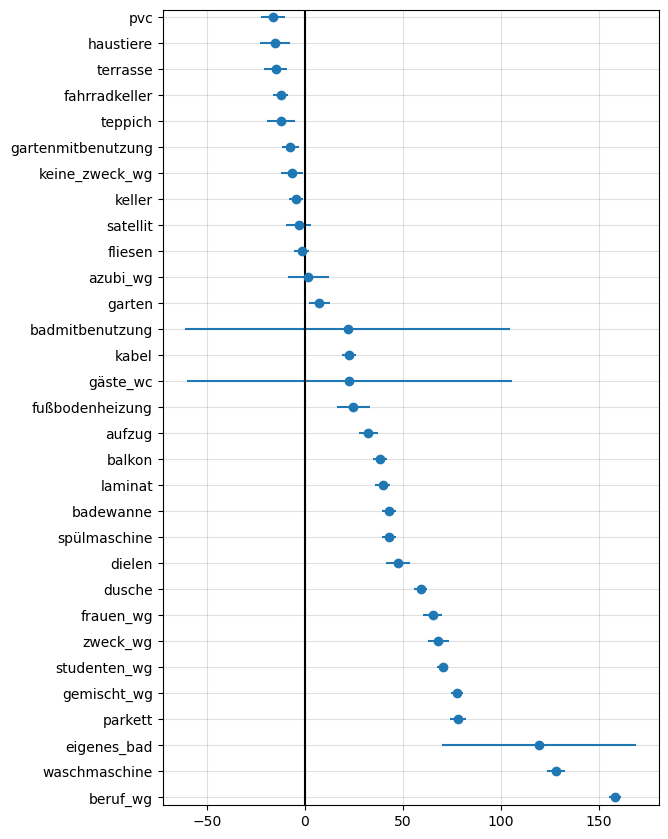 pvc
haustiere
terrasse
fahrradkeller
teppich
gartenmitbenutzung
keine_zweck_wg
keller
satellit
fliesen
azubi_wg
garten
badmitbenutzung
kabel
gäste_wc
fußbodenheizung
aufzug
balkon
laminat
badewanne
spülmaschine
dielen
dusche
frauen_wg
zweck_wg
studenten_wg
gemischt_wg
parkett
eigenes_bad
waschmaschine
beruf_wg
−50 0 50 100 150